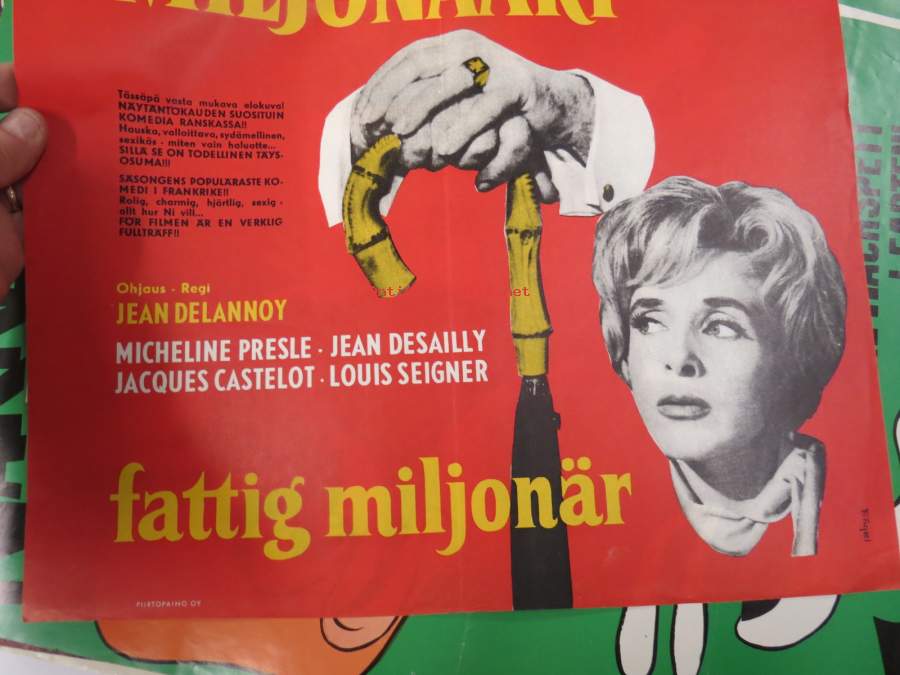 MILJONÄÄRI
Tässäpä vasta mukava elokuva!
NÄYTÄNTÖKAUDEN SUOSITUIN
KOMEDIA RANSKASSA!!
Hauska, valloittava, sydämellinen,
sexikäs - miten vain haluatte...
SILLÄ SE ON TODELLINEN TÄYS-
OSUMA!!!
SÄSONGENS POPULÄRASTE KO-
MEDI I FRANKRIKE!!
Rolig, charmig, hjärtlig, sexig -
allt hur Ni vill...
FÖR FILMEN ÄR EN VERKLIG
FULLTRÄFF!!
Ohjaus - Regi
JEAN DELANNOY
MICHELINE PRESLE · JEAN DESAILLY
JACQUES CASTELOT · LOUIS SEIGNER
fattig miljonär
PIIRTOPAINO OY